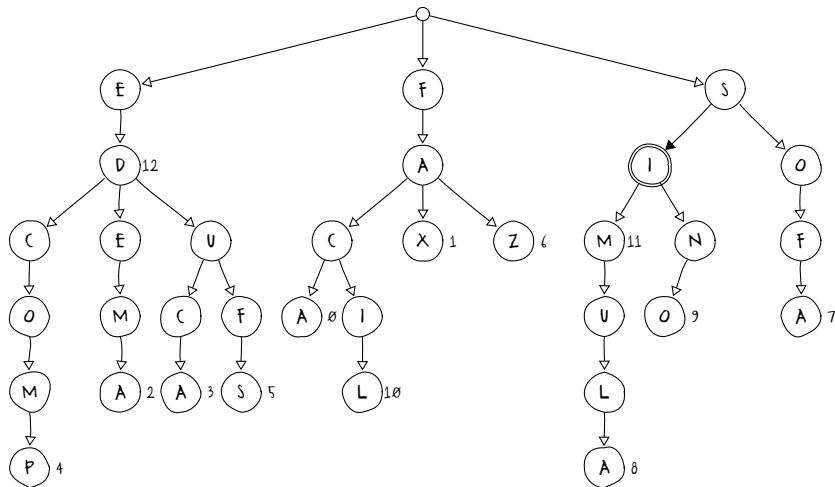 E F S
D 12 A I O
C E U C X 1 Z 6 M 11 N F
O M C F A 0 I U O 9 A 7
M A 2 A 3 S 5 L 10 L
P 4 A 8